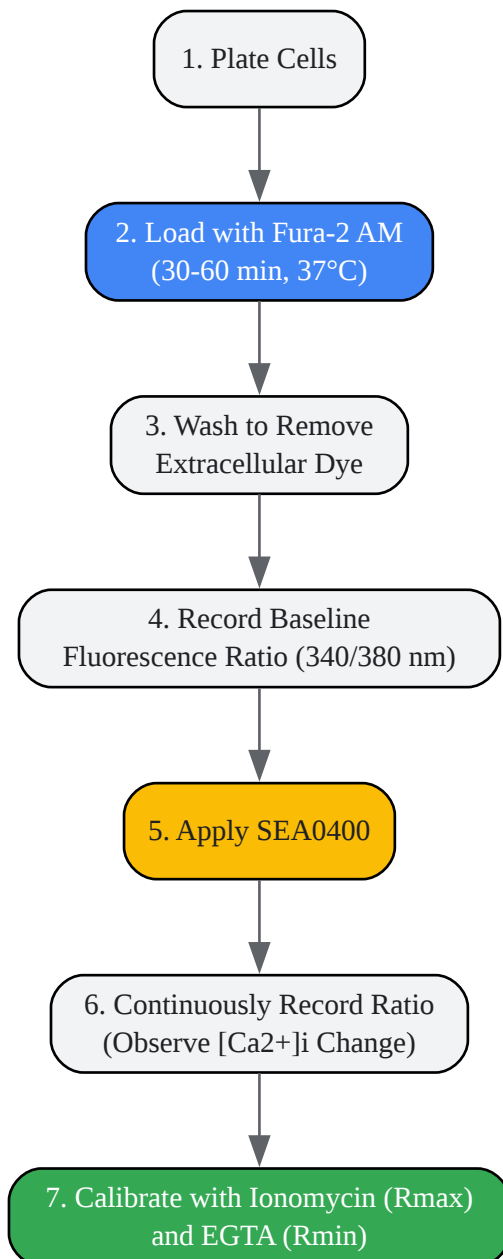 1. Plate Cells
2. Load with Fura-2 AM
(30-60 min, 37°C)
3. Wash to Remove
Extracellular Dye
4. Record Baseline
Fluorescence Ratio (340/380 nm)
5. Apply SEA0400
6. Continuously Record Ratio
(Observe [Ca2+]i Change)
7. Calibrate with Ionomycin (Rmax)
and EGTA (Rmin)